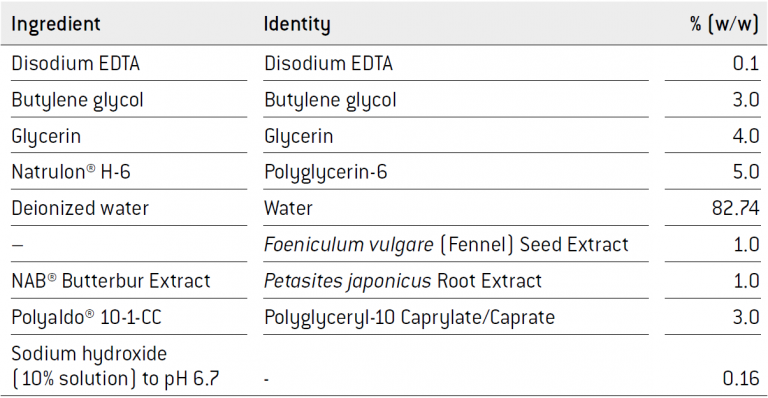 Ingredient Identity % (w/w)
Disodium EDTA Disodium EDTA 0.1
Butylene glycol Butylene glycol 3.0
Glycerin Glycerin 4.0
Natrulon® H-6 Polyglycerin-6 5.0
Deionized water Water 82.74
– Foeniculum vulgare (Fennel) Seed Extract 1.0
NAB® Butterbur Extract Petasites japonicus Root Extract 1.0
Polyaldo® 10-1-CC Polyglyceryl-10 Caprylate/Caprate 3.0
Sodium hydroxide
(10% solution) to pH 6.7 - 0.16